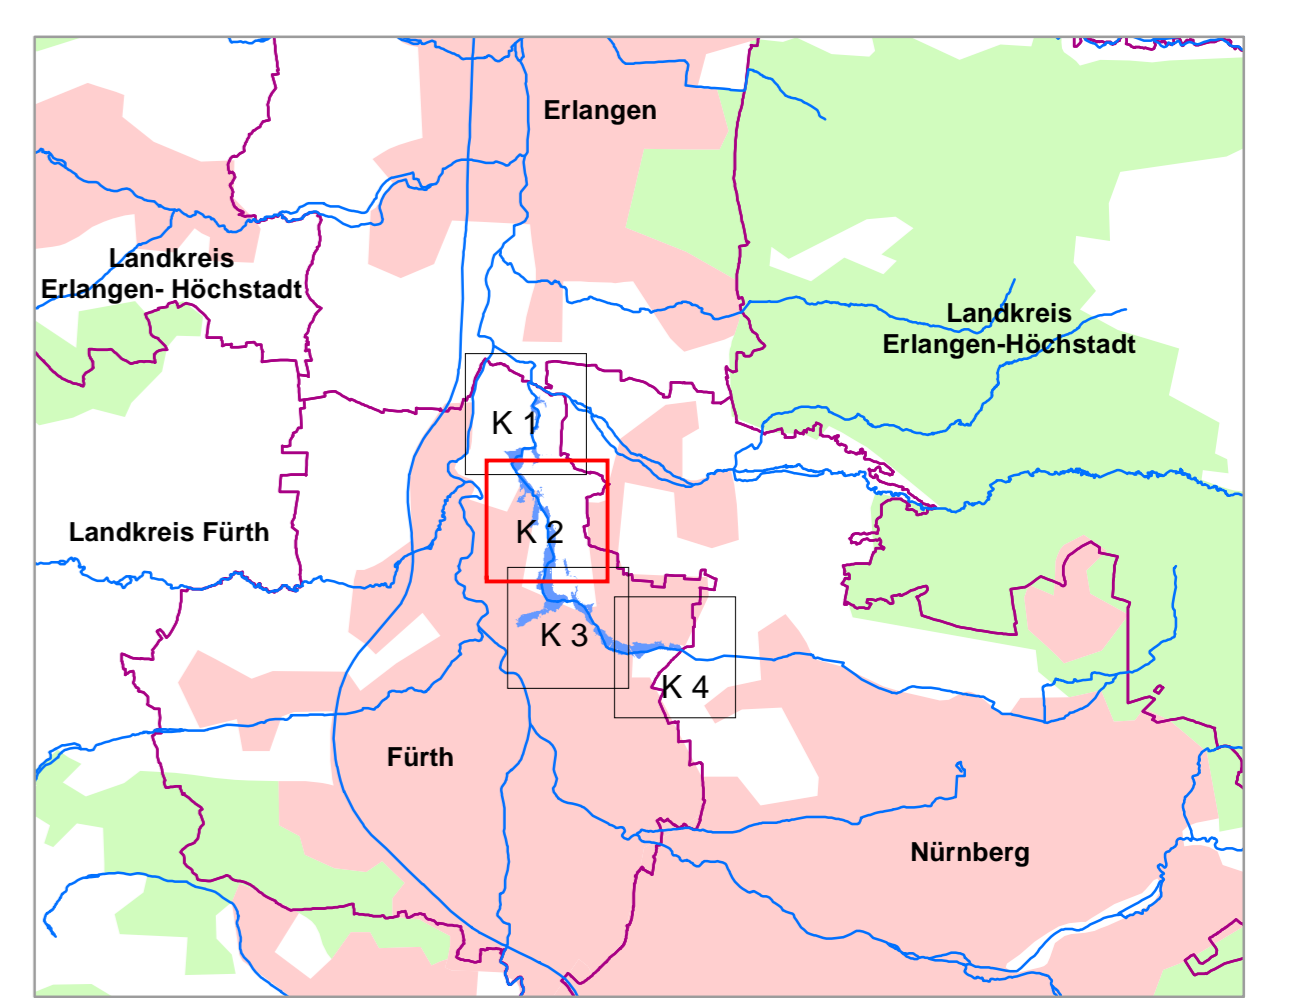 Erlangen
Landkreis
Erlangen- Höchstadt
Landkreis
Erlangen-Höchstadt
K 1
K 2
Landkreis Fürth
K 3
K 4
Fürth
Nürnberg